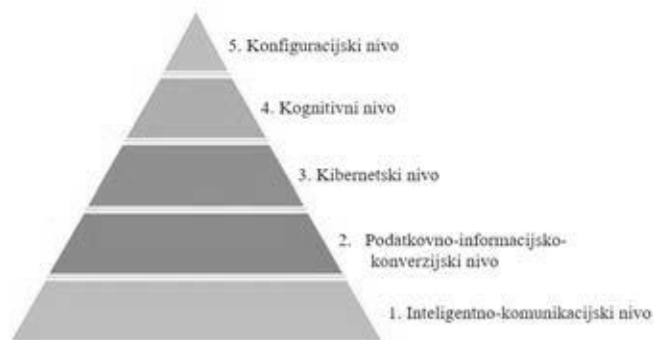 5. Konfiguracijski nivo
4. Kognitivni nivo
3. Kibernetski nivo
2. Podatkovno-informacijsko-
konverzijski nivo
1. Inteligentno-komunikacijski nivo